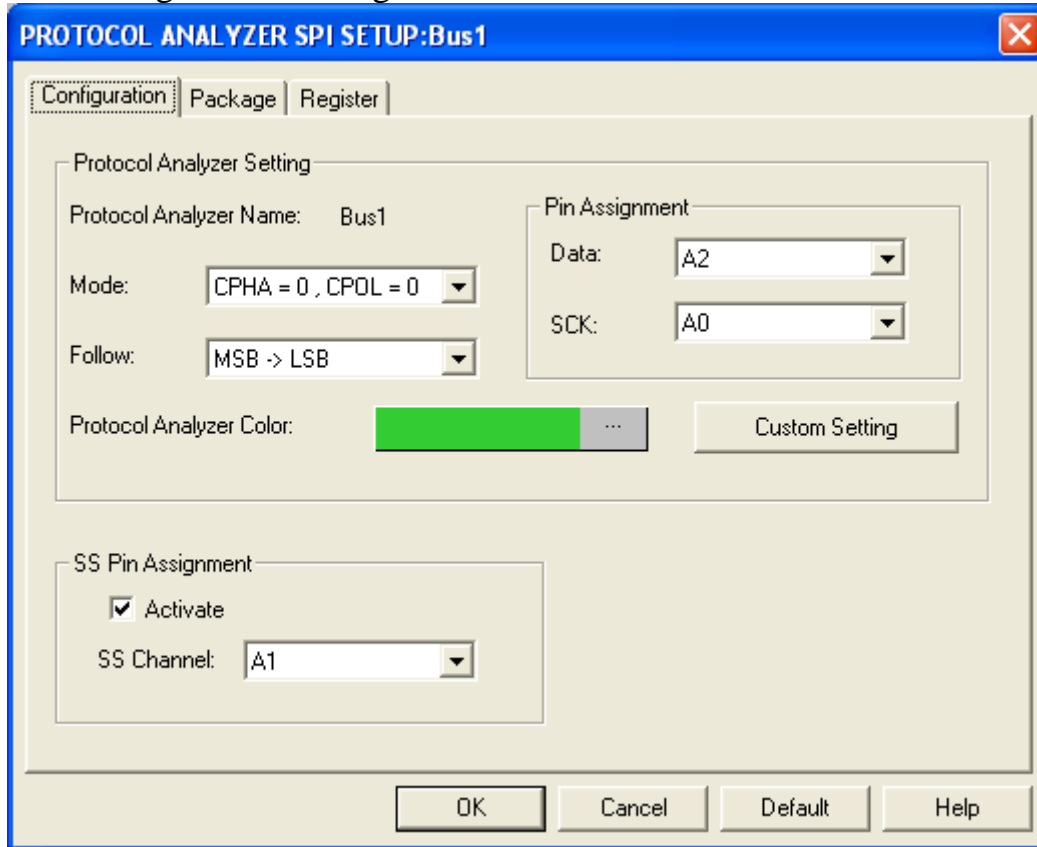 PROTOCOL ANALYZER SPI SETUP:Bus1
Configuration Package Register
Protocol Analyzer Setting
Protocol Analyzer Name: Bus1
Pin Assignment
Data: A2
Mode: CPHA = 0 , CPOL = 0
SCK: A0
Follow: MSB -> LSB
Protocol Analyzer Color: ... Custom Setting
SS Pin Assignment
Activate
SS Channel: A1
OK Cancel Default Help